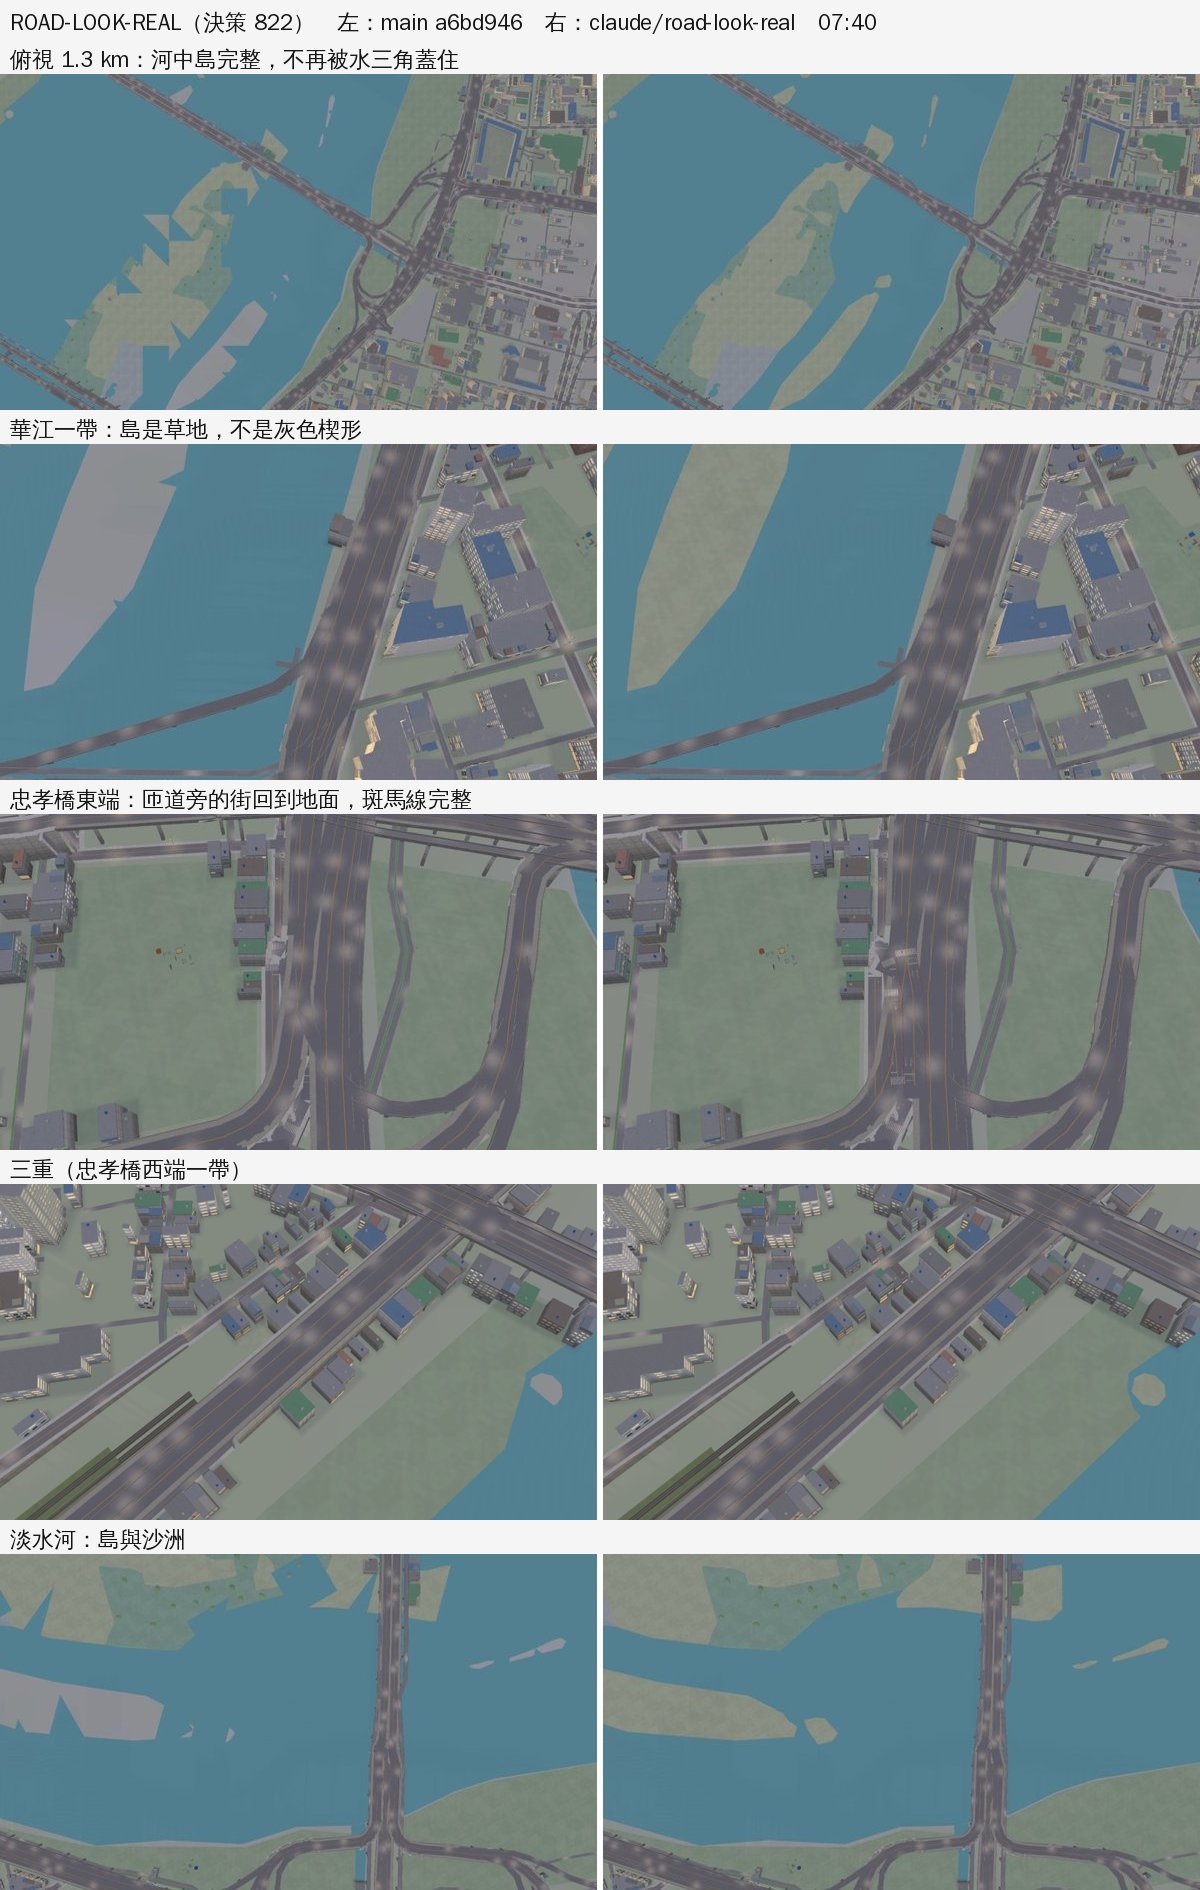 ROAD-LOOK-REAL（決策 822） 左：main a6bd946 右：claude/road-look-real 07:40
俯視 1.3 km：河中島完整，不再被水三角蓋住
華江一帶：島是草地，不是灰色楔形
忠孝橋東端：匝道旁的街回到地面，斑馬線完整
三重（忠孝橋西端一帶）
淡水河：島與沙洲